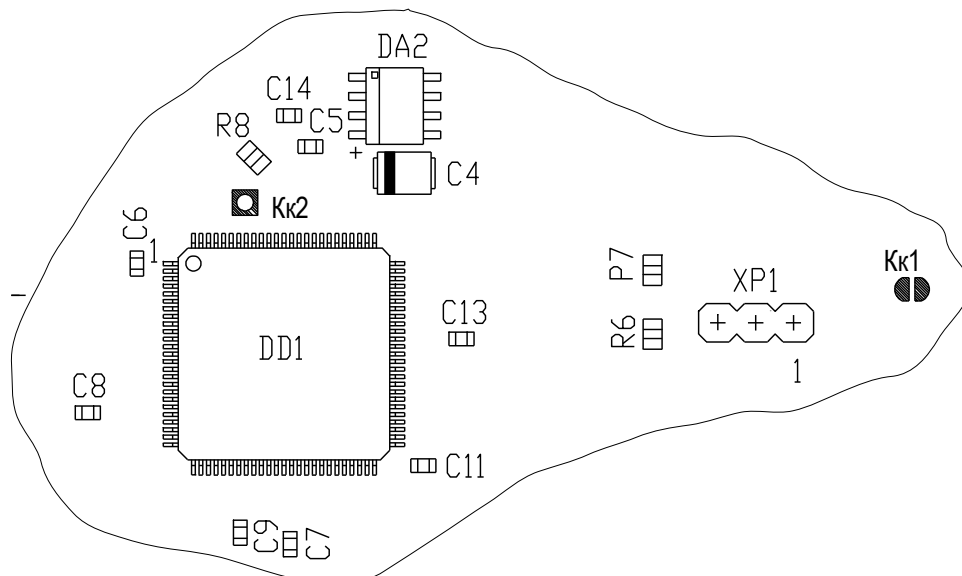 DA2
C14
C5
R8
+
C4
Кк2
C6
1
P7
XP1
Кк1
C13
R6
+ + +
DD1
1
C8
C11
C9
C7